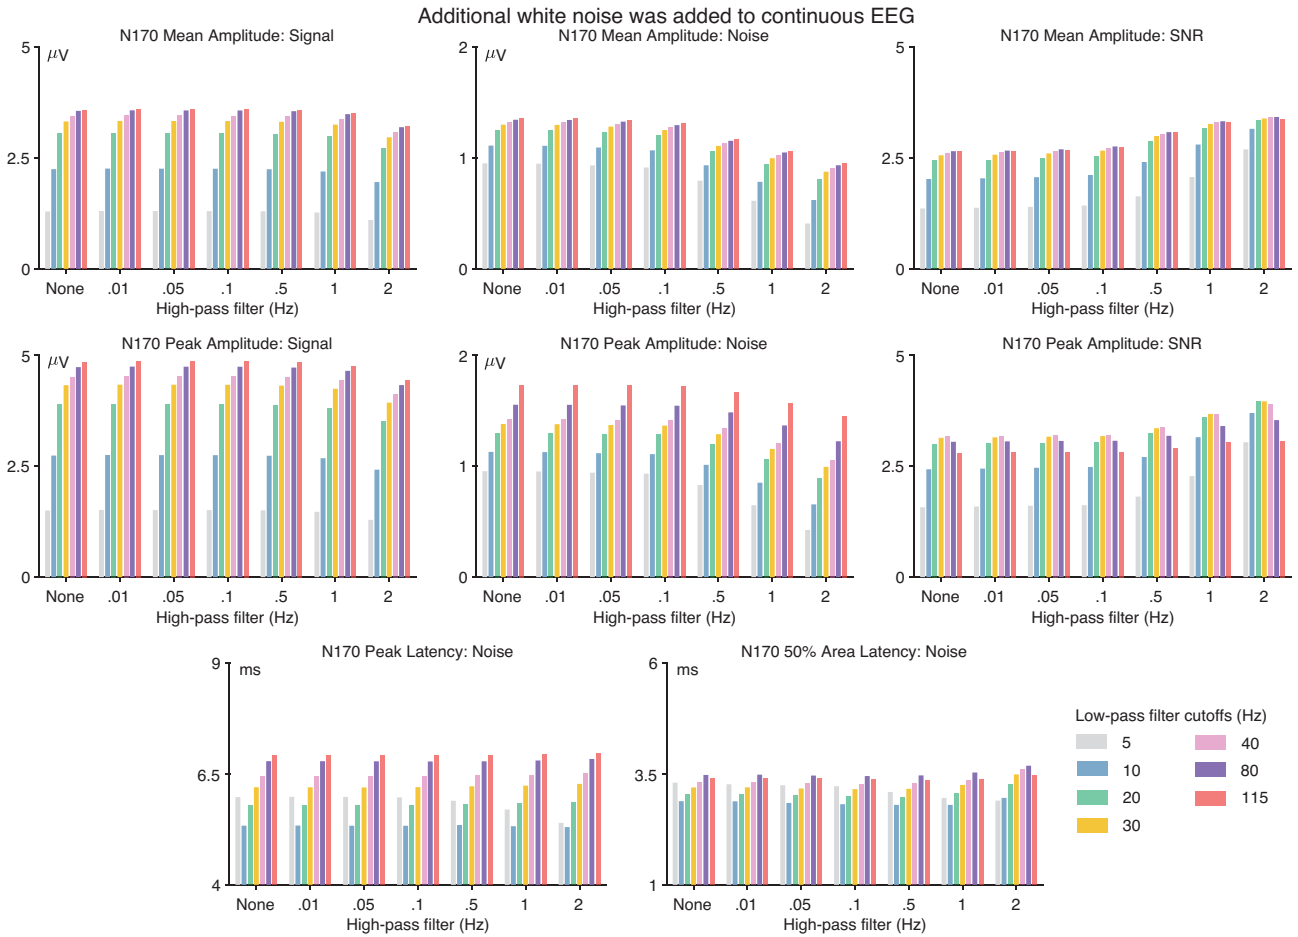 Additional white noise was added to continuous EEG
N170 Mean Amplitude: Signal
5
µV
2.5
0
None .01 .05 .1 .5 1 2
High-pass filter (Hz)
N170 Mean Amplitude: Noise
2
µV
1
0
None .01 .05 .1 .5 1 2
High-pass filter (Hz)
N170 Mean Amplitude: SNR
5
2.5
0
None .01 .05 .1 .5 1 2
High-pass filter (Hz)
N170 Peak Amplitude: Signal
5
µV
2.5
0
None .01 .05 .1 .5 1 2
High-pass filter (Hz)
N170 Peak Amplitude: Noise
2
µV
1
0
None .01 .05 .1 .5 1 2
High-pass filter (Hz)
N170 Peak Amplitude: SNR
5
2.5
0
None .01 .05 .1 .5 1 2
High-pass filter (Hz)
N170 Peak Latency: Noise
9
ms
6.5
4
None .01 .05 .1 .5 1 2
High-pass filter (Hz)
N170 50% Area Latency: Noise
6
ms
3.5
1
None .01 .05 .1 .5 1 2
High-pass filter (Hz)
Low-pass filter cutoffs (Hz)
5 40
10 80
20 115
30